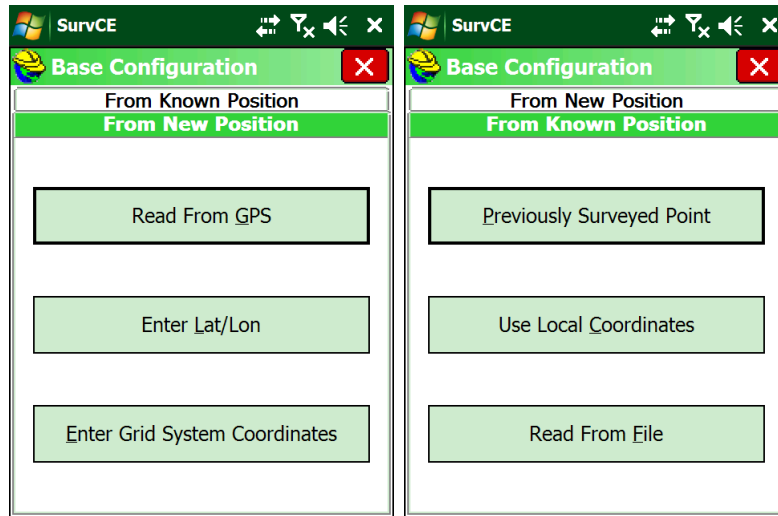 SurvCE
Base Configuration
From Known Position
From New Position
Read From GPS
Enter Lat/Lon
Enter Grid System Coordinates
SurvCE
Base Configuration
From New Position
From Known Position
Previously Surveyed Point
Use Local Coordinates
Read From File